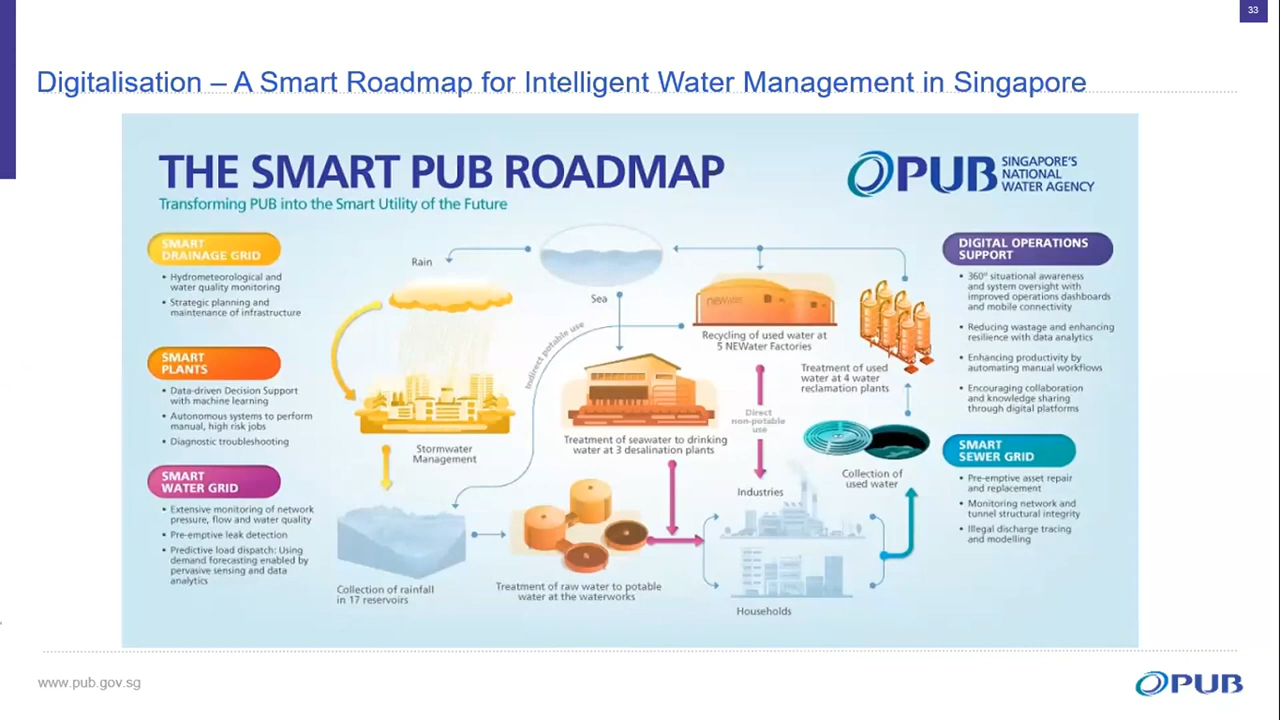 33
Digitalisation – A Smart Roadmap for Intelligent Water Management in Singapore
THE SMART PUB ROADMAP
Transforming PUB into the Smart Utility of the Future
PUB
SINGAPORE'S
NATIONAL
WATER AGENCY
SMART
DRAINAGE GRID
• Hydrometeorological and
water quality monitoring
• Strategic planning and
maintenance of infrastructure
SMART
PLANTS
• Data-driven Decision Support
with machine learning
• Autonomous systems to perform
manual, high risk jobs
• Diagnostic troubleshooting
SMART
WATER GRID
• Extensive monitoring of network
pressure, flow and water quality
• Pre-emptive leak detection
• Predictive load dispatch: Using
demand forecasting enabled by
pervasive sensing and data
analytics
Rain
Sea
Indirect potable use
NEWater
Recycling of used water at
5 NEWater Factories
Treatment of used
water at 4 water
reclamation plants
Direct
non-potable
use
Treatment of seawater to drinking
water at 3 desalination plants
Stormwater
Management
Collection of
used water
Industries
Collection of rainfall
in 17 reservoirs
Treatment of raw water to potable
water at the waterworks
Households
DIGITAL OPERATIONS
SUPPORT
• 360° situational awareness
and system oversight with
improved operations dashboards
and mobile connectivity
• Reducing wastage and enhancing
resilience with data analytics
• Enhancing productivity by
automating manual workflows
• Encouraging collaboration
and knowledge sharing
through digital platforms
SMART
SEWER GRID
• Pre-emptive asset repair
and replacement
• Monitoring network and
tunnel structural integrity
• Illegal discharge tracing
and modelling
www.pub.gov.sg
PUB